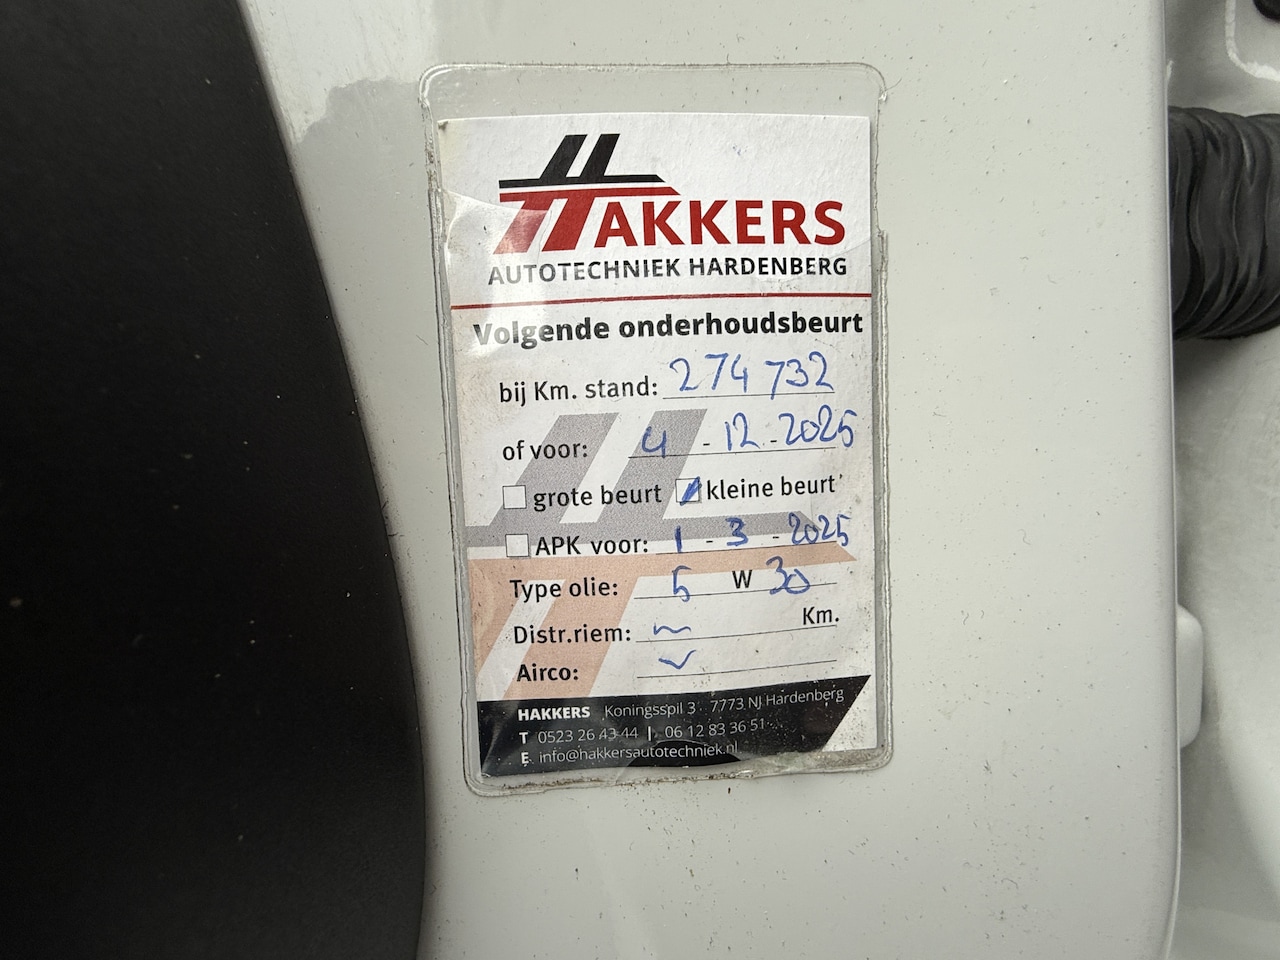 HAKKERS
AUTOTECHNIEK HARDENBERG
Volgende onderhoudsbeurt
bij Km. stand: 274 732
of voor: 4 - 12 - 2025
grote beurt kleine beurt
APK voor: 1 - 3 - 2025
Type olie: 5 W 30
Distr.riem: ~ Km.
Airco: ✓
HAKKERS Koningsspil 3 7773 NJ Hardenberg
T 0523 26 43 44 | 06 12 83 36 51
E info@hakkersautotechniek.nl